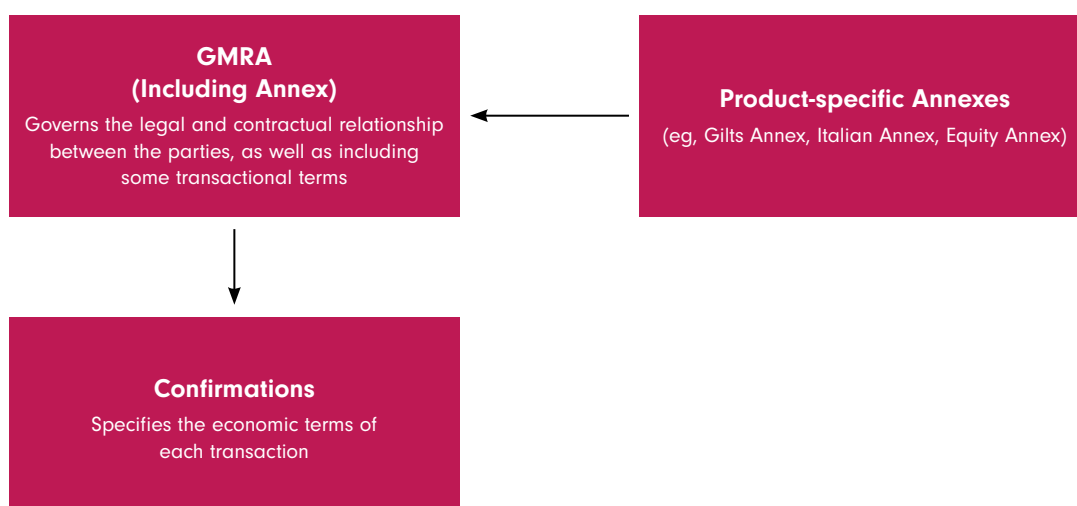 GMRA
(Including Annex)
Governs the legal and contractual relationship
between the parties, as well as including
some transactional terms
Product-specific Annexes
(eg, Gilts Annex, Italian Annex, Equity Annex)
Confirmations
Specifies the economic terms of
each transaction